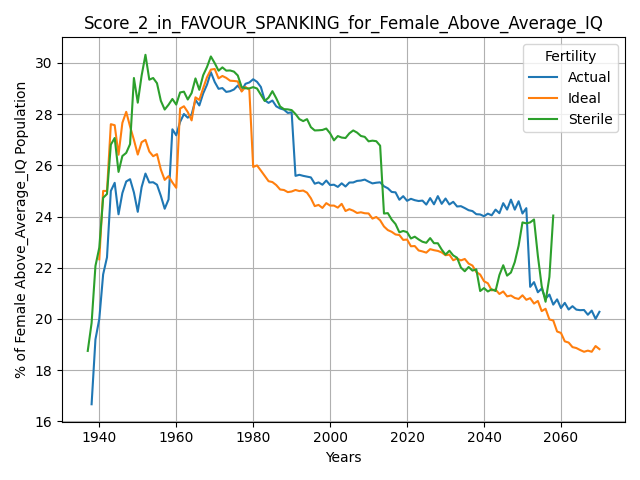 Score_2_in_FAVOUR_SPANKING_for_Female_Above_Average_IQ
Fertility
Actual
Ideal
Sterile
% of Female Above_Average_IQ Population
30
28
26
24
22
20
18
16
1940
1960
1980
2000
2020
2040
2060
Years